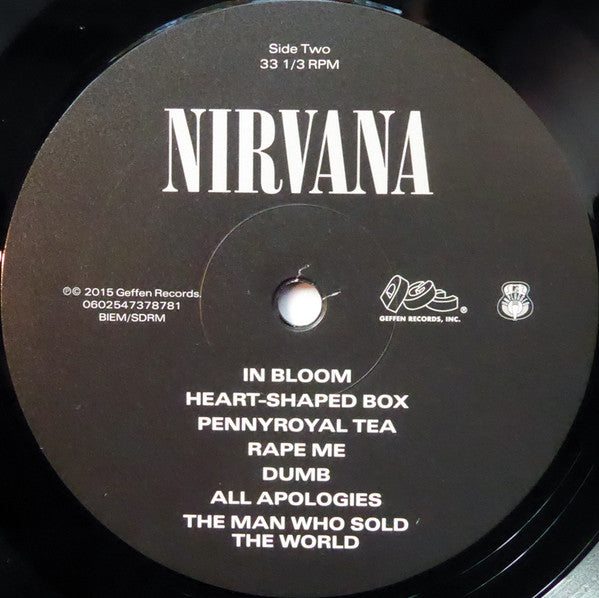 Side Two
33 1/3 RPM
NIRVANA
℗© 2015 Geffen Records.
0602547378781
BIEM/SDRM
GEFFEN RECORDS, INC.
®
IN BLOOM
HEART-SHAPED BOX
PENNYROYAL TEA
RAPE ME
DUMB
ALL APOLOGIES
THE MAN WHO SOLD
THE WORLD